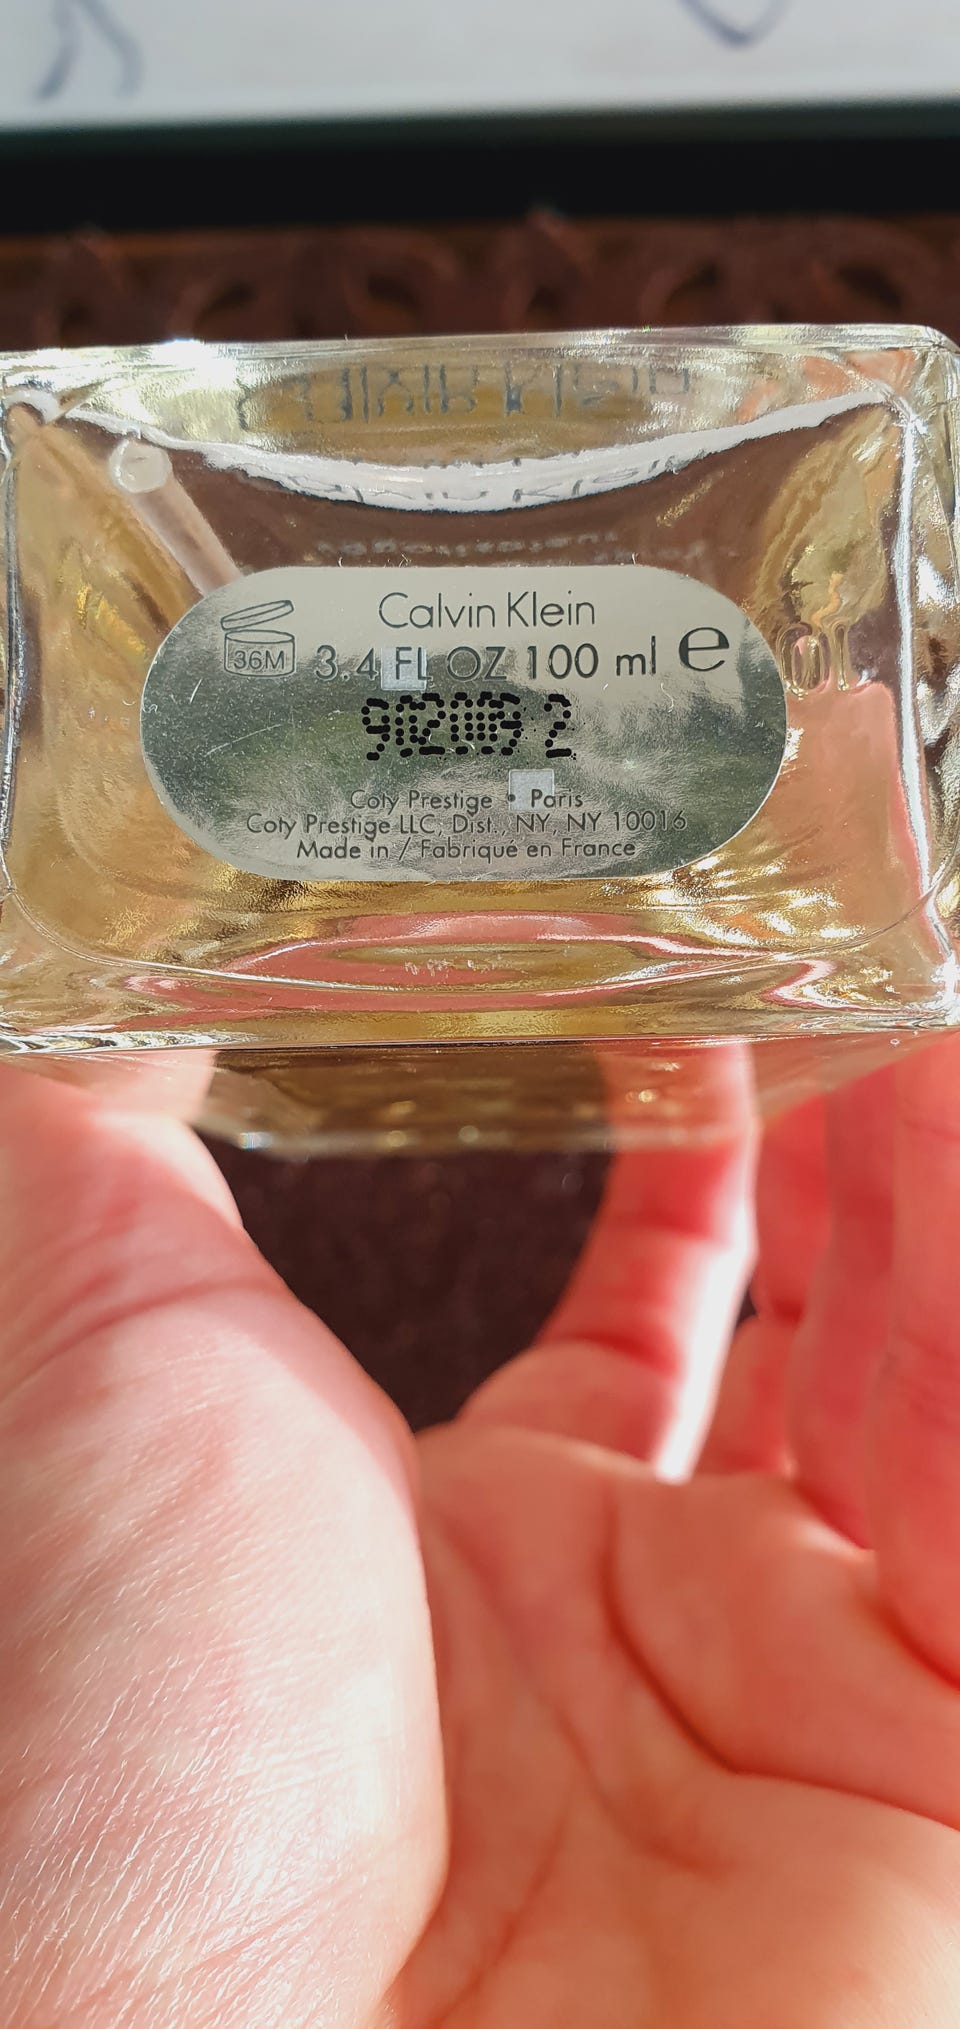 Calvin Klein
36M 3.4 FL OZ 100 ml e
Coty Prestige • Paris
Coty Prestige LLC, Dist., NY, NY 10016
Made in / Fabriqué en France